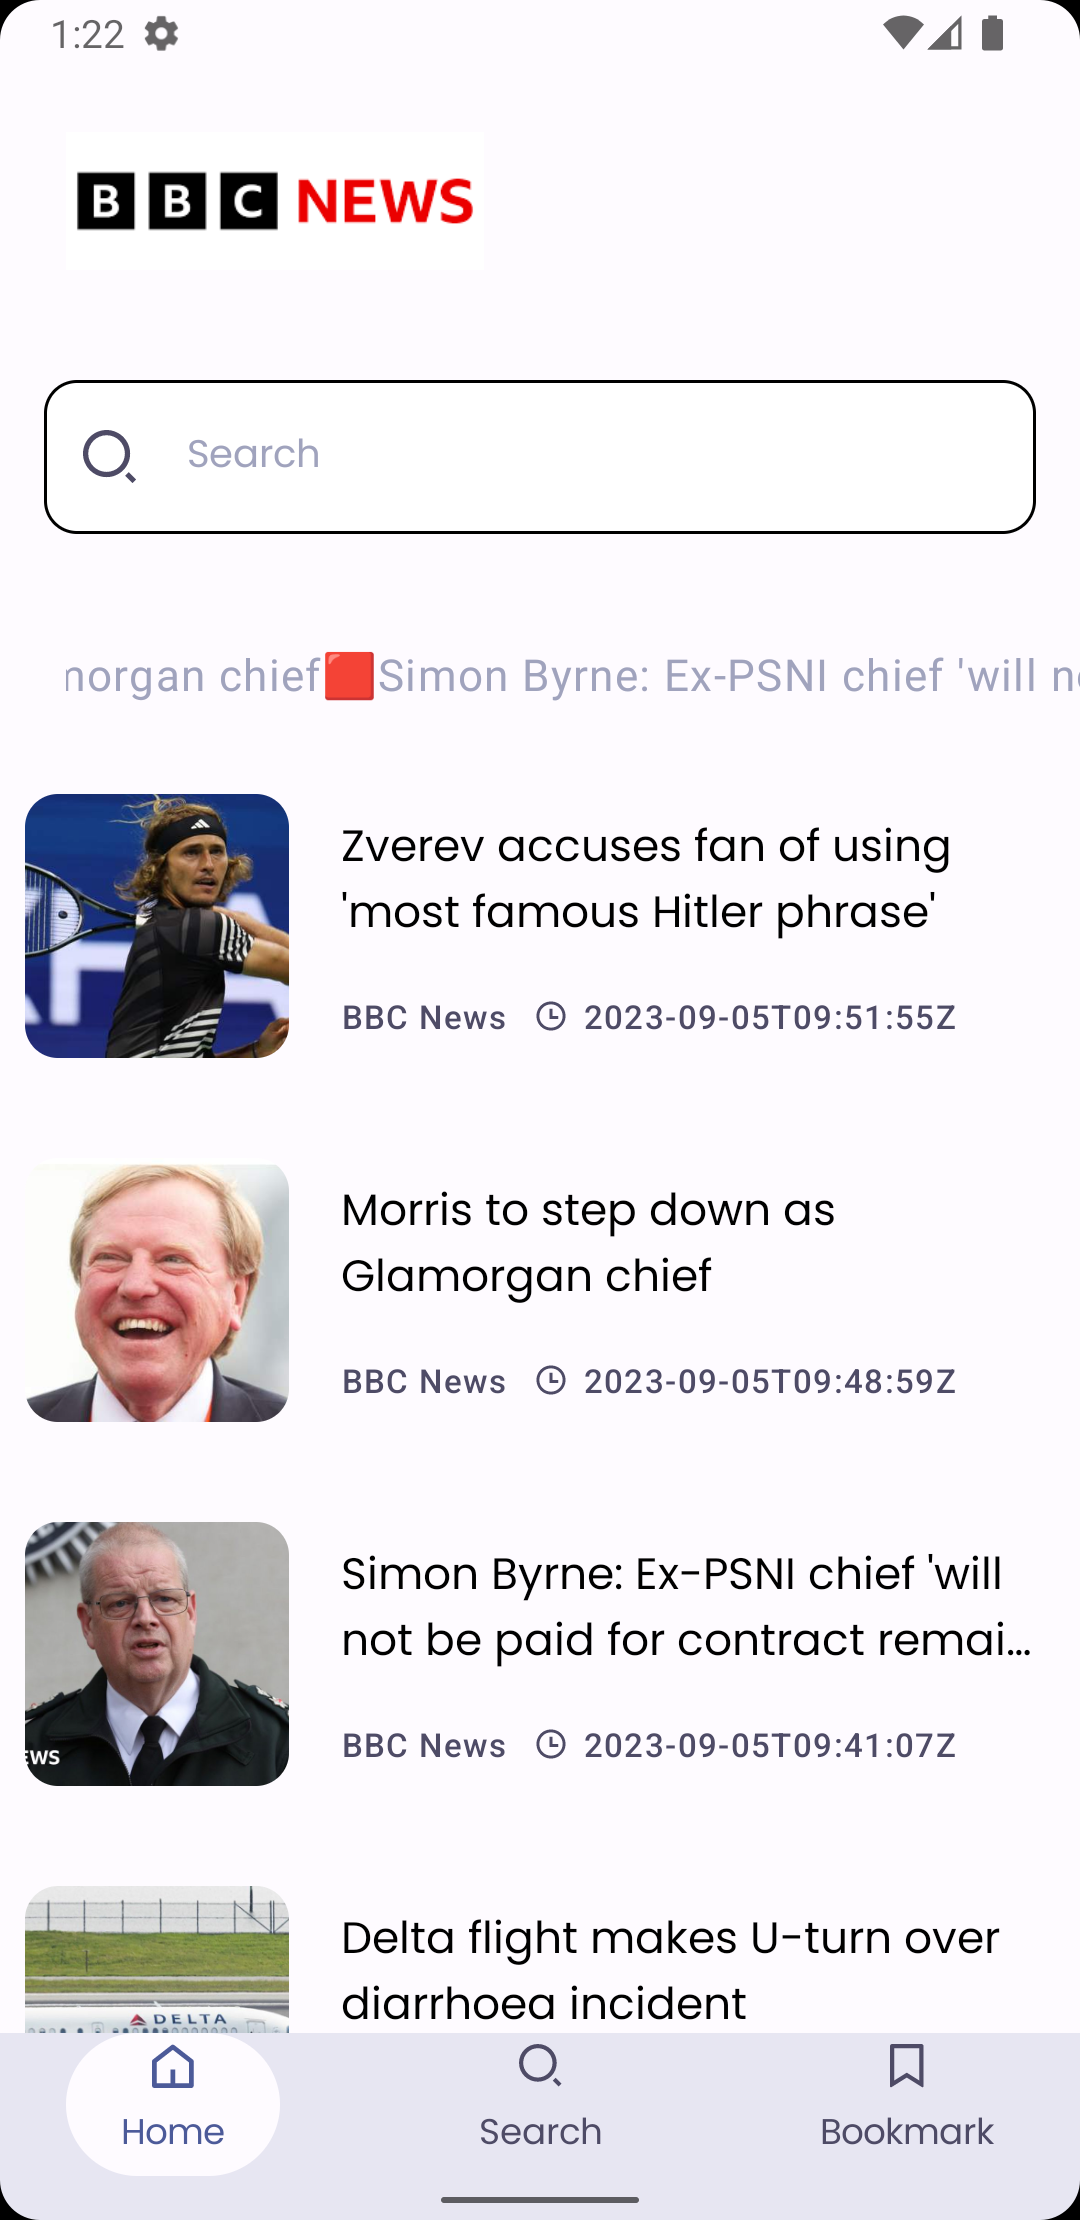 1:22
BBC NEWS
Search
morgan chief🟥Simon Byrne: Ex-PSNI chief 'will n
Zverev accuses fan of using
'most famous Hitler phrase'
BBC News 2023-09-05T09:51:55Z
Morris to step down as
Glamorgan chief
BBC News 2023-09-05T09:48:59Z
Simon Byrne: Ex-PSNI chief 'will
not be paid for contract remai...
BBC News 2023-09-05T09:41:07Z
EWS
Delta flight makes U-turn over
diarrhoea incident
DELTA
Home
Search
Bookmark